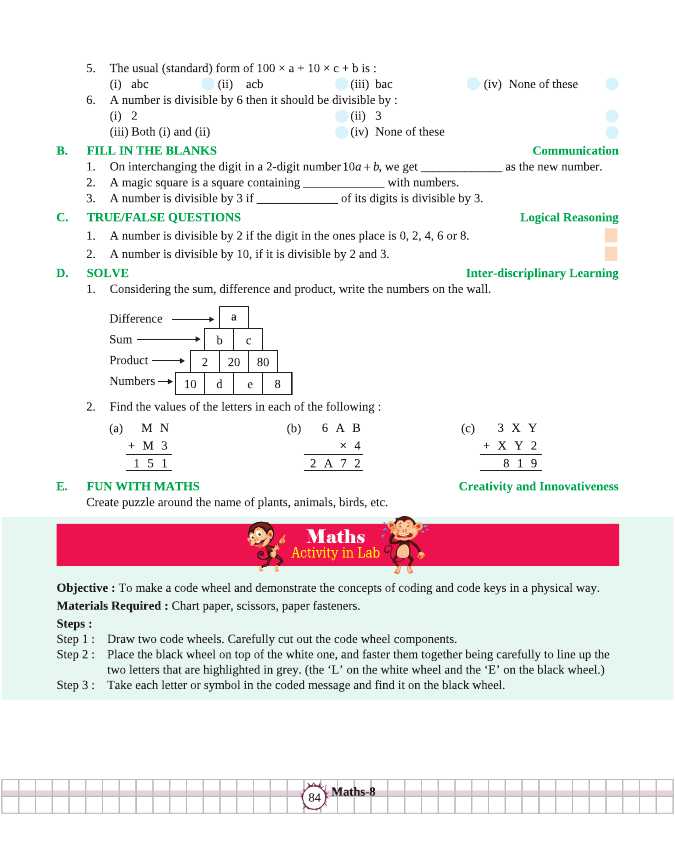 5. The usual (standard) form of 100 × a + 10 × c + b is :
(i) abc (ii) acb (iii) bac (iv) None of these
6. A number is divisible by 6 then it should be divisible by :
(i) 2 (ii) 3
(iii) Both (i) and (ii) (iv) None of these
B. FILL IN THE BLANKS Communication
1. On interchanging the digit in a 2-digit number 10a + b, we get _____________ as the new number.
2. A magic square is a square containing _____________ with numbers.
3. A number is divisible by 3 if _____________ of its digits is divisible by 3.
C. TRUE/FALSE QUESTIONS Logical Reasoning
1. A number is divisible by 2 if the digit in the ones place is 0, 2, 4, 6 or 8.
2. A number is divisible by 10, if it is divisible by 2 and 3.
D. SOLVE Inter-disciplinary Learning
1. Considering the sum, difference and product, write the numbers on the wall.
Difference a
Sum b c
Product 2 20 80
Numbers 10 d e 8
2. Find the values of the letters in each of the following :
(a) M N (b) 6 A B (c) 3 X Y
+ M 3 × 4 + X Y 2
1 5 1 2 A 7 2 8 1 9
E. FUN WITH MATHS Creativity and Innovativeness
Create puzzle around the name of plants, animals, birds, etc.
Maths
Activity in Lab
Objective : To make a code wheel and demonstrate the concepts of coding and code keys in a physical way.
Materials Required : Chart paper, scissors, paper fasteners.
Steps :
Step 1 : Draw two code wheels. Carefully cut out the code wheel components.
Step 2 : Place the black wheel on top of the white one, and faster them together being carefully to line up the
two letters that are highlighted in grey. (the ‘L’ on the white wheel and the ‘E’ on the black wheel.)
Step 3 : Take each letter or symbol in the coded message and find it on the black wheel.
84 Maths-8